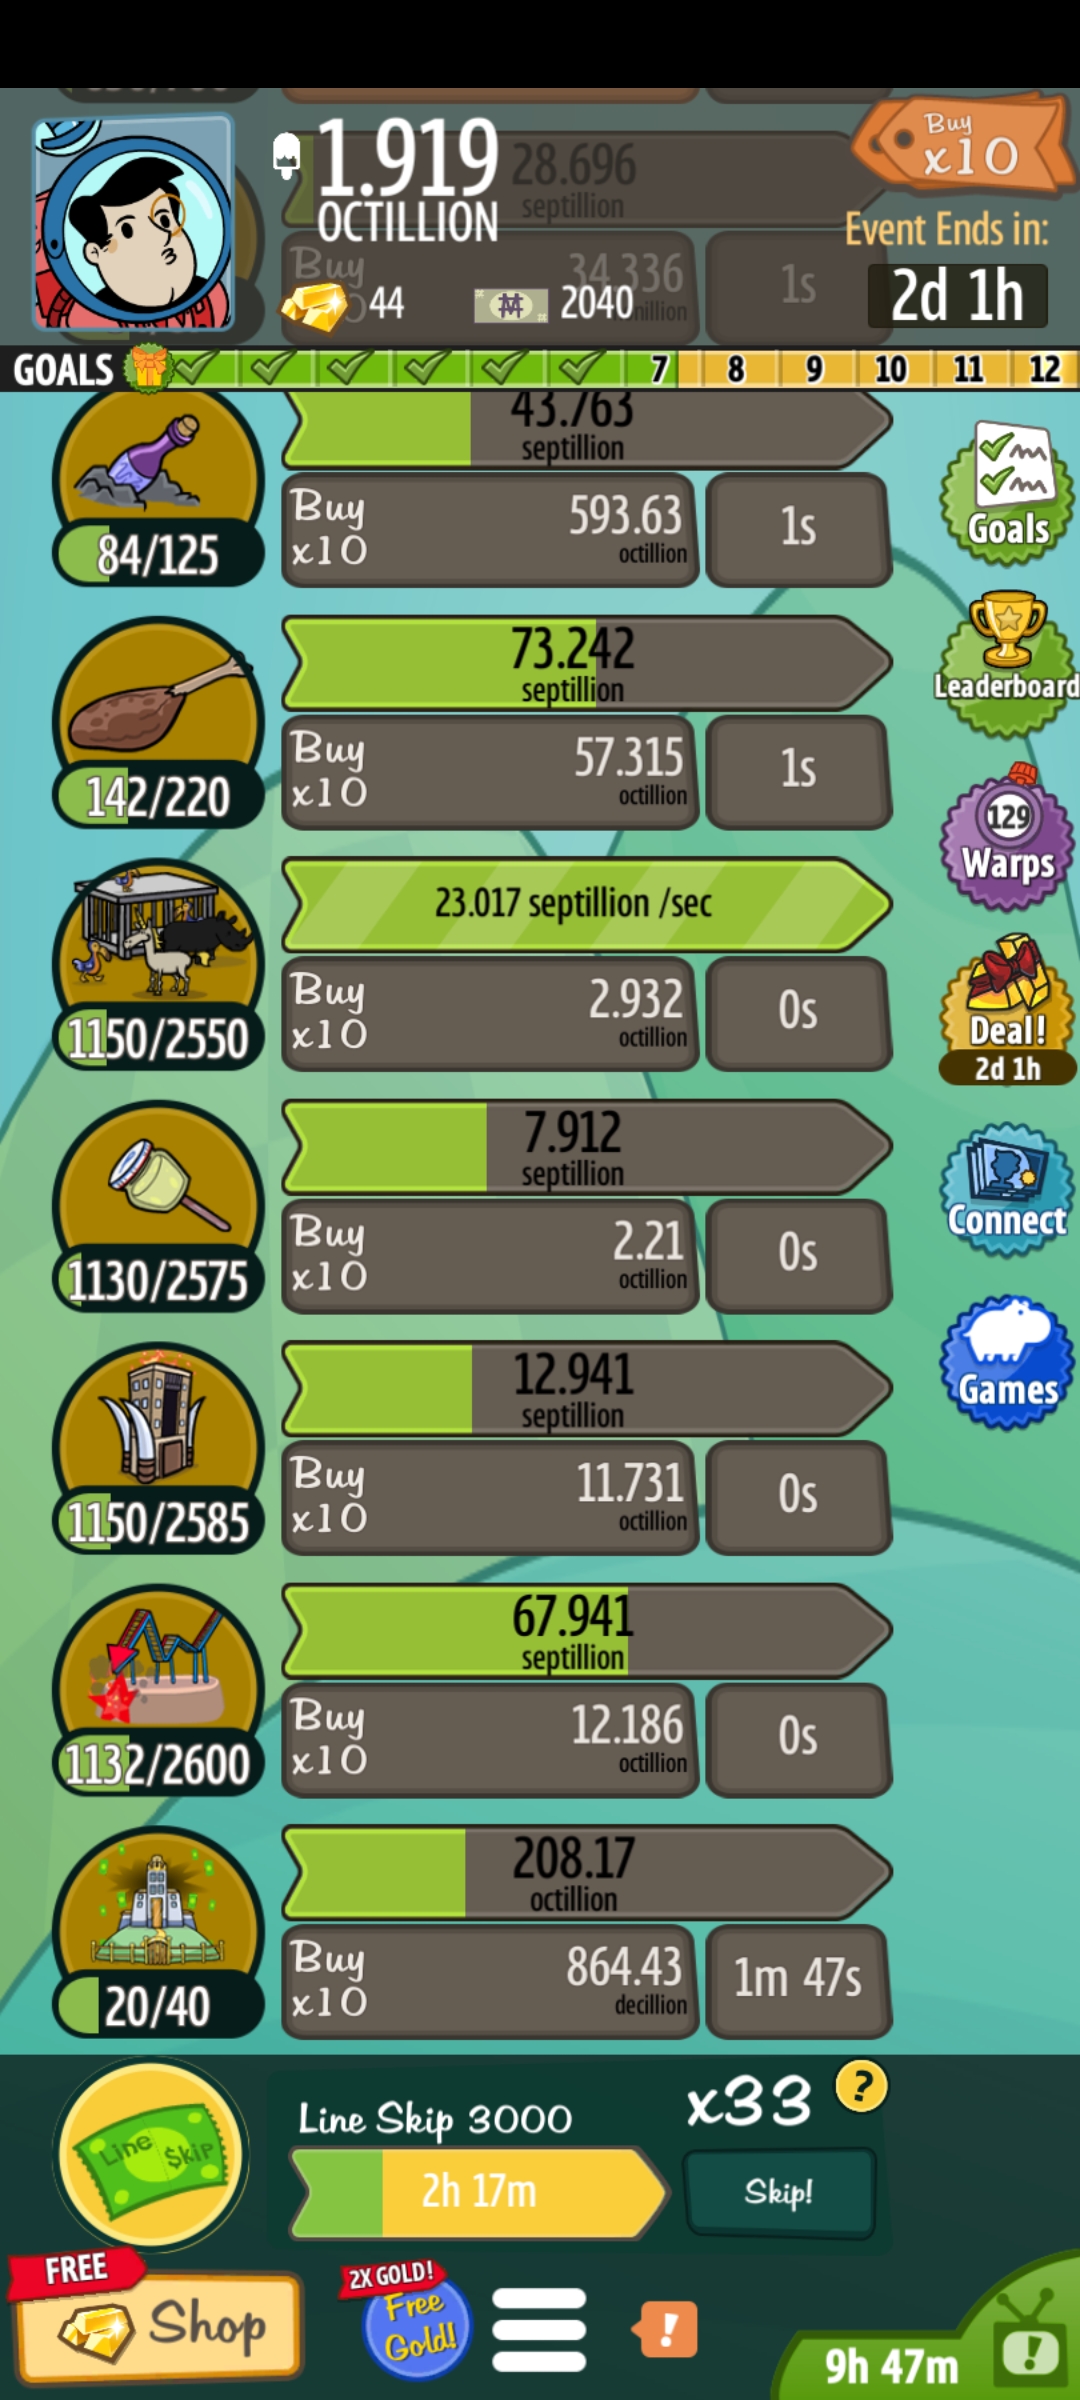 1.919
OCTILLION
28.696
septillion
Buy
34.336
1s
44
2040
Buy
x10
Event Ends in:
2d 1h
GOALS
7 8 9 10 11 12
43.763
septillion
84/125
Buy
x10
593.63
octillion
1s
Goals
73.242
septillion
142/220
Buy
x10
57.315
octillion
1s
Leaderboard
129
Warps
23.017 septillion /sec
1150/2550
Buy
x10
2.932
octillion
0s
Deal!
2d 1h
7.912
septillion
1130/2575
Buy
x10
2.21
octillion
0s
Connect
12.941
septillion
1150/2585
Buy
x10
11.731
octillion
0s
Games
67.941
septillion
1132/2600
Buy
x10
12.186
octillion
0s
208.17
octillion
20/40
Buy
x10
864.43
decillion
1m 47s
Line $kip
Line Skip 3000
2h 17m
x33
?
Skip!
FREE
Shop
2X GOLD!
Free
Gold!
!
9h 47m
!